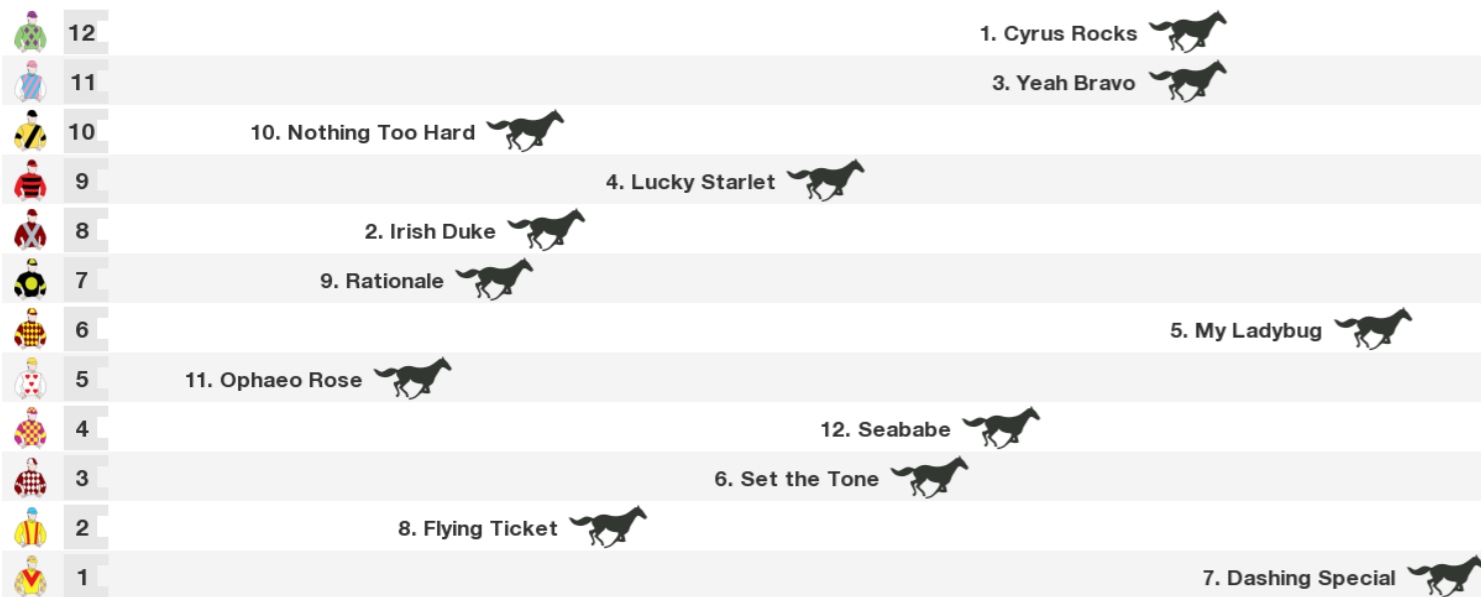 12 1. Cyrus Rocks
11 3. Yeah Bravo
10 10. Nothing Too Hard
9 4. Lucky Starlet
8 2. Irish Duke
7 9. Rationale
6 5. My Ladybug
5 11. Ophaeo Rose
4 12. Seababe
3 6. Set the Tone
2 8. Flying Ticket
1 7. Dashing Special